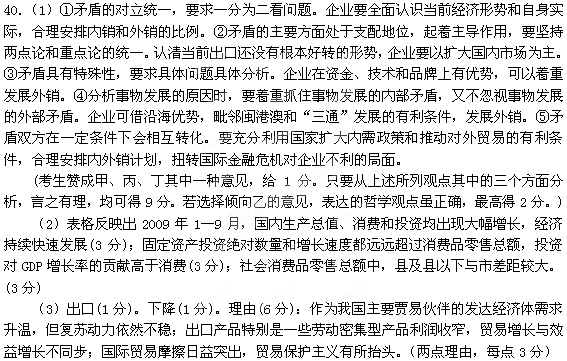 40.（1）①矛盾的对立统一，要求一分为二看问题。企业要全面认识当前经济形势和自身实
际，合理安排内销和外销的比例。②矛盾的主要方面处于支配地位，起着主导作用，要坚持
两点论和重点论的统一。认清当前出口还没有根本好转的形势，企业要以扩大国内市场为主。
③矛盾具有特殊性，要求具体问题具体分析。企业在资金、技术和品牌上有优势，可以着重
发展外销。④分析事物发展的原因时，要着重抓住事物发展的内部矛盾，又不忽视事物发展
的外部矛盾。企业可借沿海优势，毗邻闽港澳和“三通”发展的有利条件，发展外销。⑤矛
盾双方在一定条件下会相互转化。要充分利用国家扩大内需政策和推动对外贸易的有利条
件，合理安排内外销计划，扭转国际金融危机对企业不利的局面。
(考生赞成甲、丙、丁其中一种意见，给 1 分。只要从上述所列观点其中的三个方面分
析，言之有理，均可得 9 分。若选择倾向乙的意见，表达的哲学观点虽正确，最高得 2 分。)
（2）表格反映出 2009 年 1—9 月，国内生产总值、消费和投资均出现大幅增长，经济
持续快速发展(3 分)；固定资产投资绝对数量和增长速度都远远超过消费品零售总额，投资
对 GDP 增长率的贡献高于消费(3 分)；社会消费品零售总额中，县及县以下与市差距较大。
(3 分)
（3）出口(1 分)。下降(1 分)。理由(6 分)：作为我国主要贾易伙伴的发达经济体需求
升温，但复苏动力依然不稳；出口产品特别是一些劳动密集型产品利润收窄，贸易增长与效
益增长不同步；国际贸易摩擦日益突出，贸易保护主义有所抬头。(两点理由，每点 3 分)